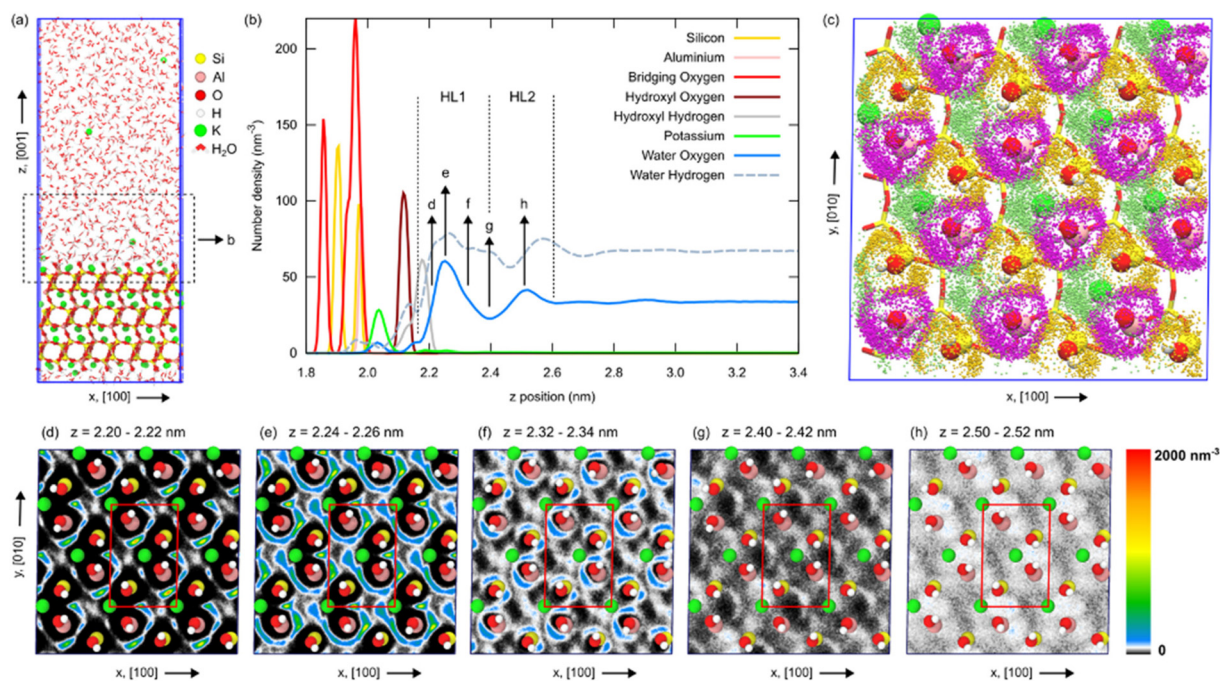 (a)
Si
Al
O
H
K
H₂O
z, [001]
b
x, [100]
(b)
Number density (nm⁻³)
200
150
100
50
0
1.8 2.0 2.2 2.4 2.6 2.8 3.0 3.2 3.4
z position (nm)
HL1
HL2
d
e
f
g
h
Silicon
Aluminium
Bridging Oxygen
Hydroxyl Oxygen
Hydroxyl Hydrogen
Potassium
Water Oxygen
Water Hydrogen
(c)
y, [010]
x, [100]
(d) z = 2.20 - 2.22 nm
(e) z = 2.24 - 2.26 nm
(f) z = 2.32 - 2.34 nm
(g) z = 2.40 - 2.42 nm
(h) z = 2.50 - 2.52 nm
y, [010]
x, [100]
x, [100]
x, [100]
x, [100]
x, [100]
2000 nm⁻³
0